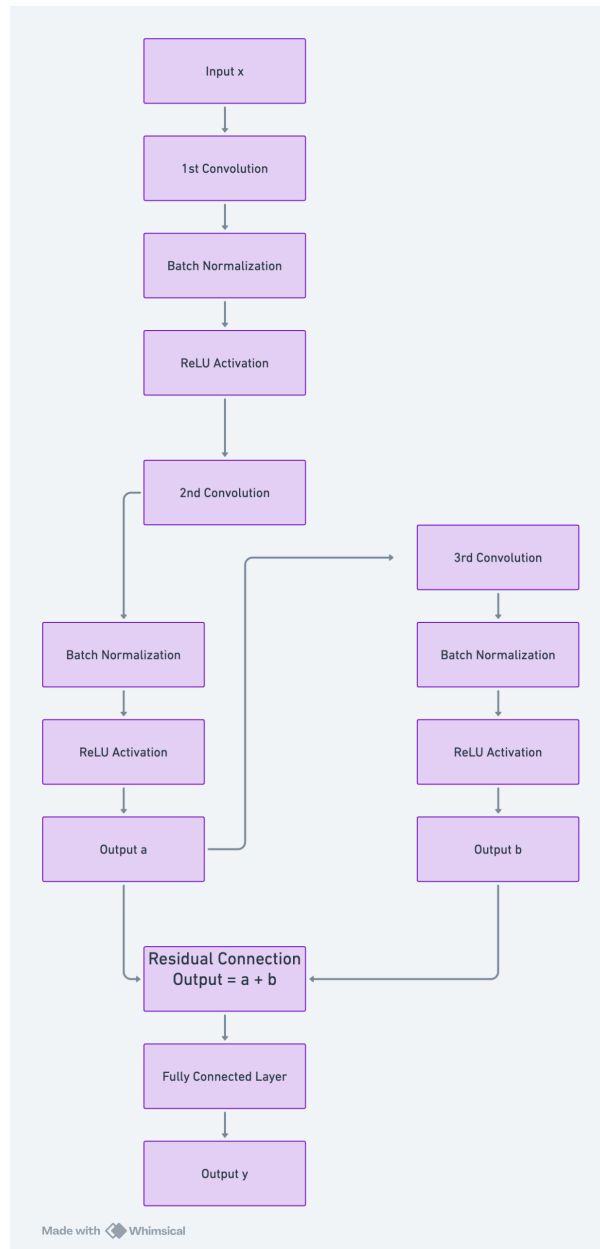 Input x
1st Convolution
Batch Normalization
ReLU Activation
2nd Convolution
3rd Convolution
Batch Normalization
Batch Normalization
ReLU Activation
ReLU Activation
Output a
Output b
Residual Connection
Output = a + b
Fully Connected Layer
Output y
Made with Whimsical